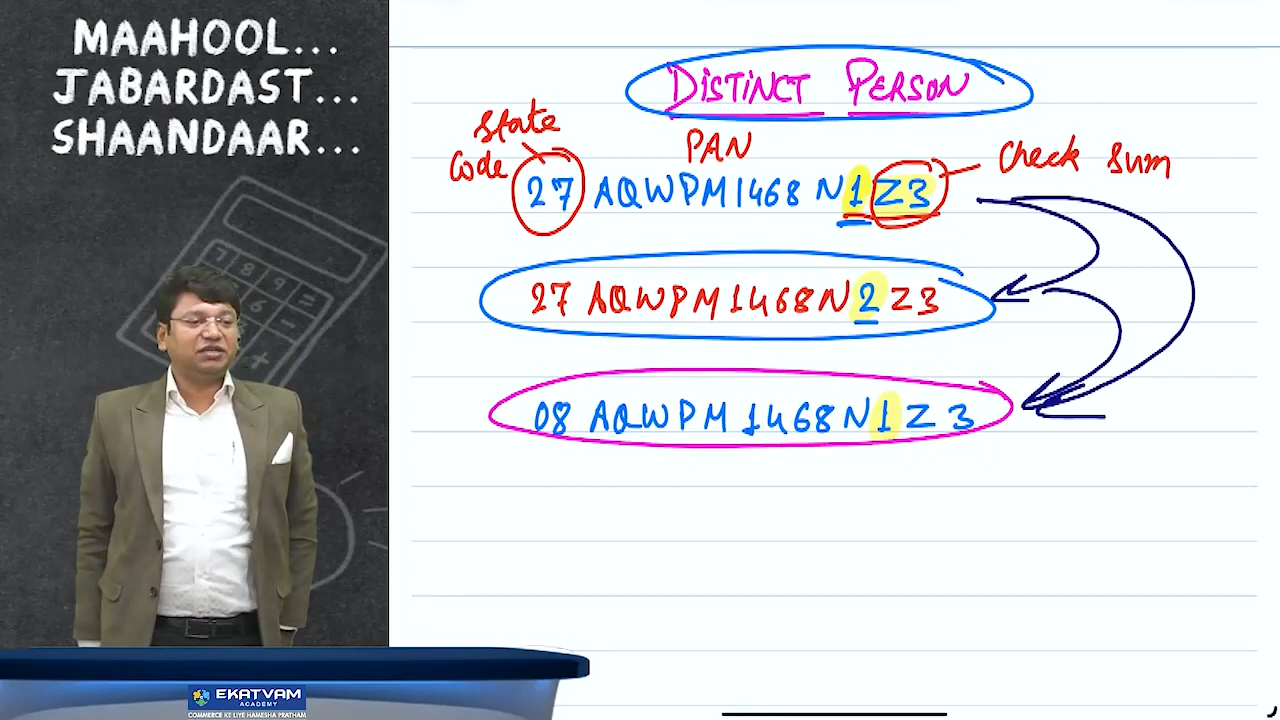 MAAHOOL...
JABARDAST...
SHAANDAAR...
DISTINCT PERSON
State Code
PAN
Check Sum
27 AQWPM1468N1Z3
27 AQWPM1468N2Z3
08 AQWPM1468N1Z3
EKATVAM
ACADEMY
COMMERCE KE LIYE HAMESHA PRATHAM